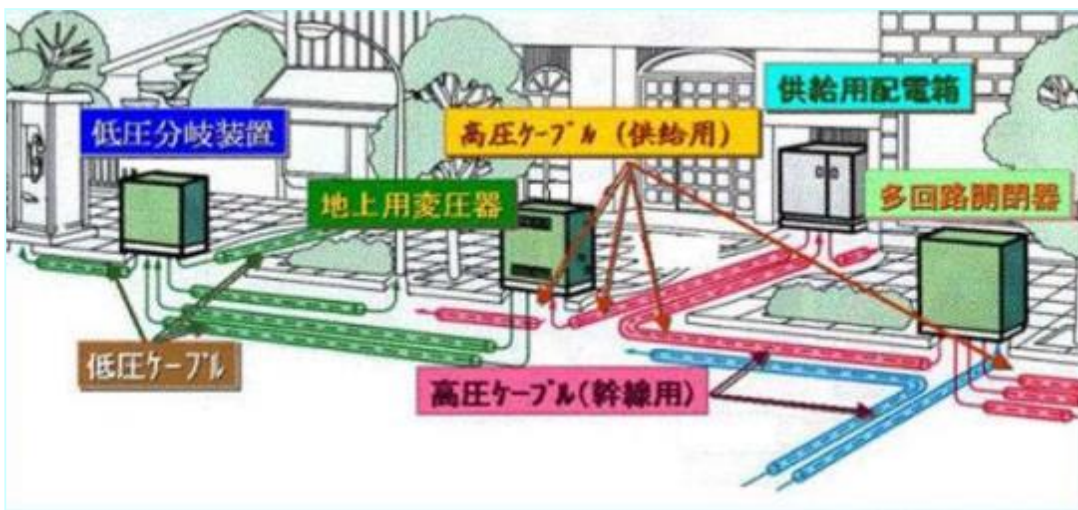 供給用配電箱
低圧分岐装置
高圧ｹｰﾌﾞﾙ（供給用）
地上用変圧器
多回路開閉器
低圧ｹｰﾌﾞﾙ
高圧ｹｰﾌﾞﾙ(幹線用)